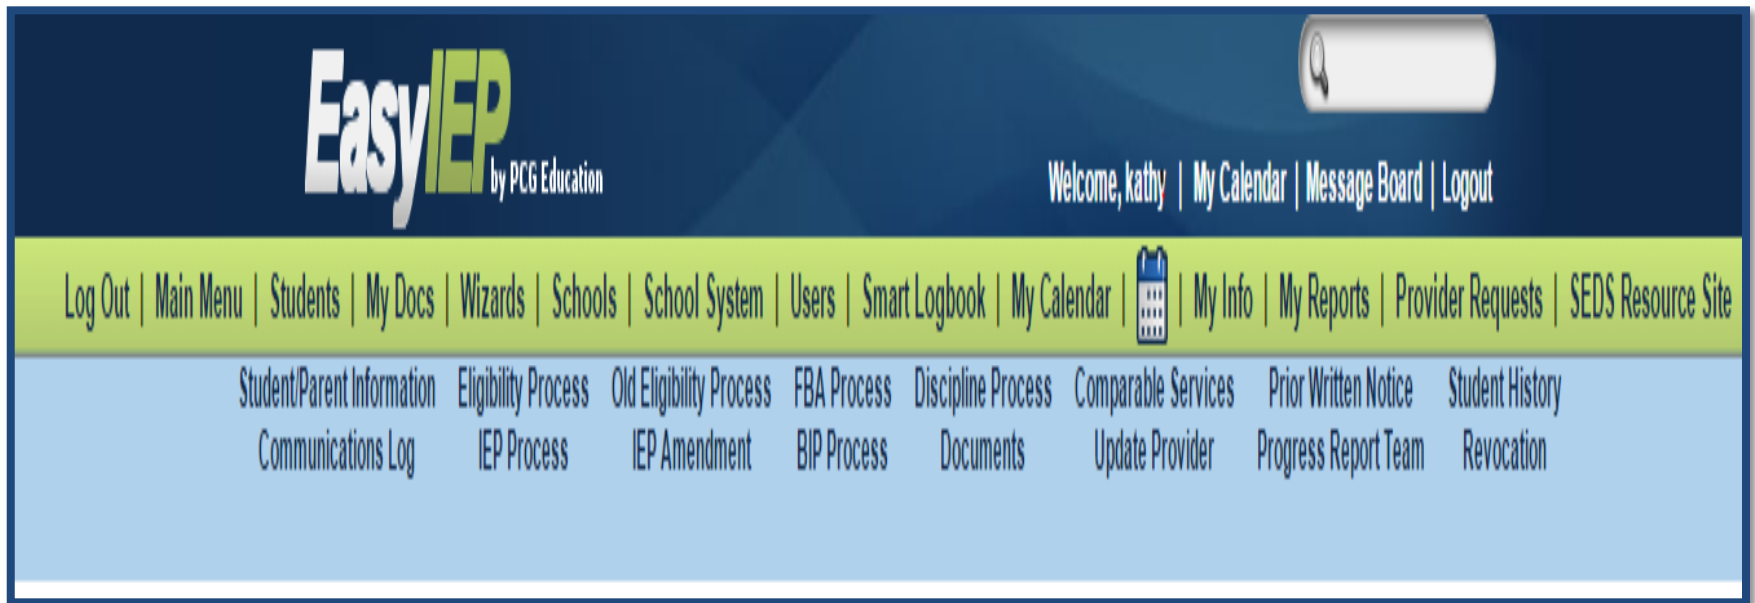 EasyIEP by PCG Education
Welcome, kathy | My Calendar | Message Board | Logout
Log Out | Main Menu | Students | My Docs | Wizards | Schools | School System | Users | Smart Logbook | My Calendar | | My Info | My Reports | Provider Requests | SEDS Resource Site
Student/Parent Information Eligibility Process Old Eligibility Process FBA Process Discipline Process Comparable Services Prior Written Notice Student History
Communications Log IEP Process IEP Amendment BIP Process Documents Update Provider Progress Report Team Revocation